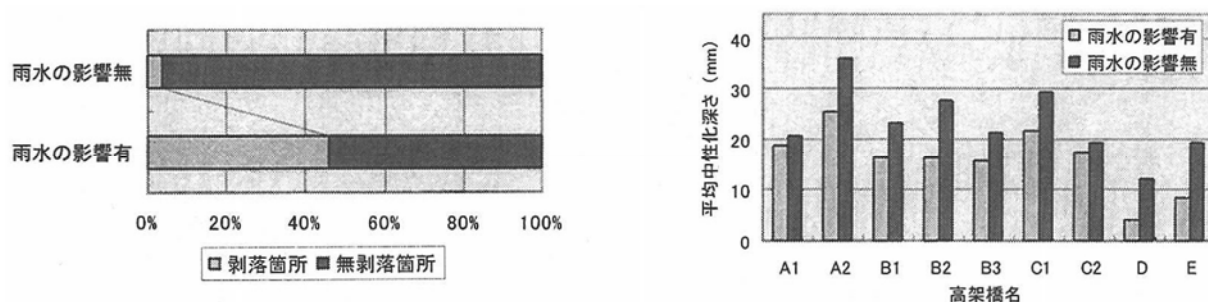 雨水の影響無
雨水の影響有
0% 20% 40% 60% 80% 100%
剥落箇所 無剥落箇所
平均中性化深さ (mm)
40
30
20
10
0
雨水の影響有
雨水の影響無
A1 A2 B1 B2 B3 C1 C2 D E
高架橋名